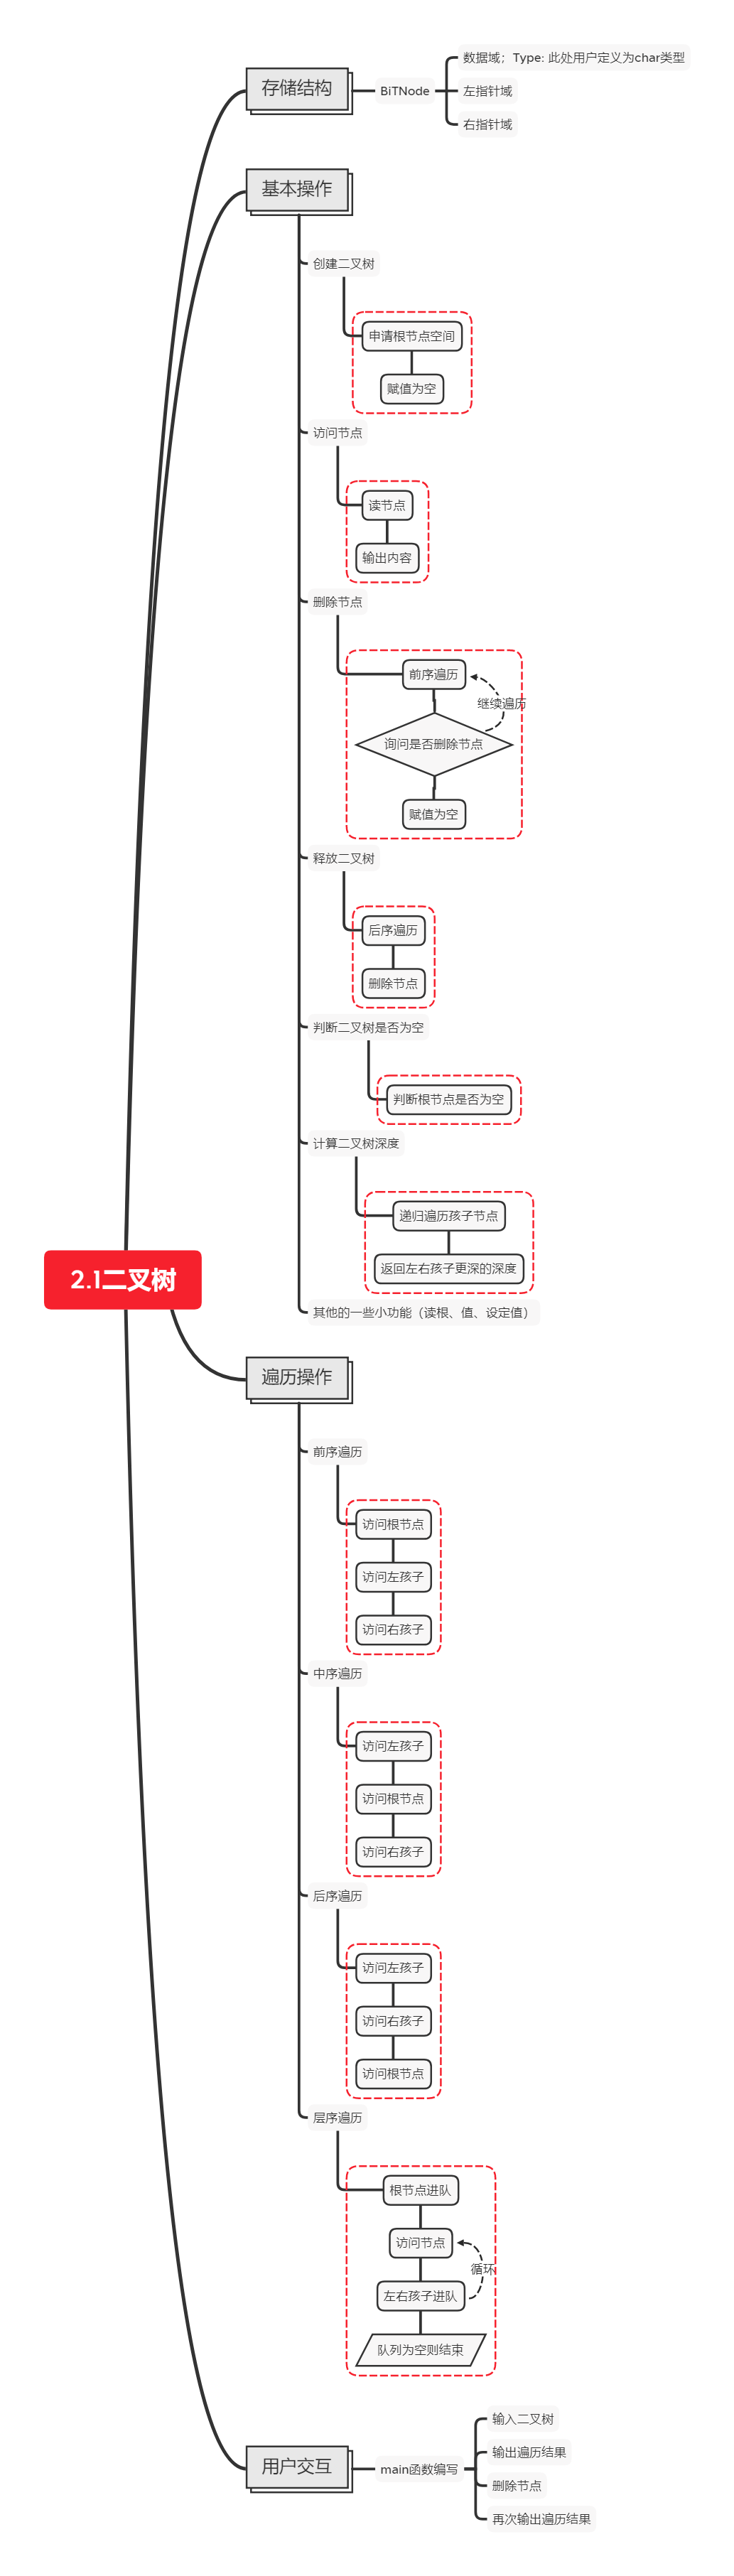 存储结构
BiTNode
数据域；Type: 此处用户定义为char类型
左指针域
右指针域
基本操作
创建二叉树
申请根节点空间
赋值为空
访问节点
读节点
输出内容
删除节点
前序遍历
继续遍历
询问是否删除节点
赋值为空
释放二叉树
后序遍历
删除节点
判断二叉树是否为空
判断根节点是否为空
计算二叉树深度
递归遍历孩子节点
返回左右孩子更深的深度
2.1二叉树
其他的一些小功能（读根、值、设定值）
遍历操作
前序遍历
访问根节点
访问左孩子
访问右孩子
中序遍历
访问左孩子
访问根节点
访问右孩子
后序遍历
访问左孩子
访问右孩子
访问根节点
层序遍历
根节点进队
访问节点
循环
左右孩子进队
队列为空则结束
用户交互
main函数编写
输入二叉树
输出遍历结果
删除节点
再次输出遍历结果